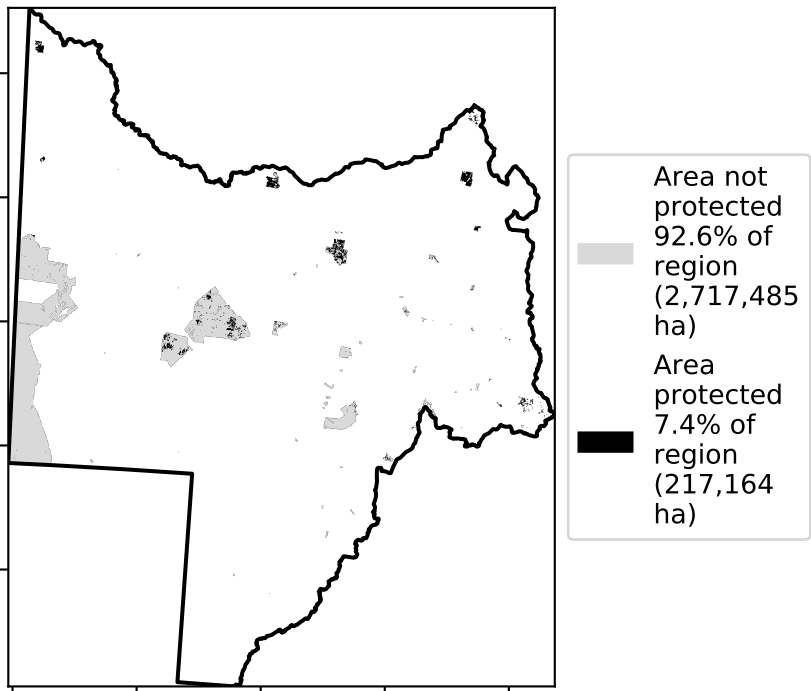 Area not
protected
92.6% of
region
(2,717,485
ha)
Area
protected
7.4% of
region
(217,164
ha)